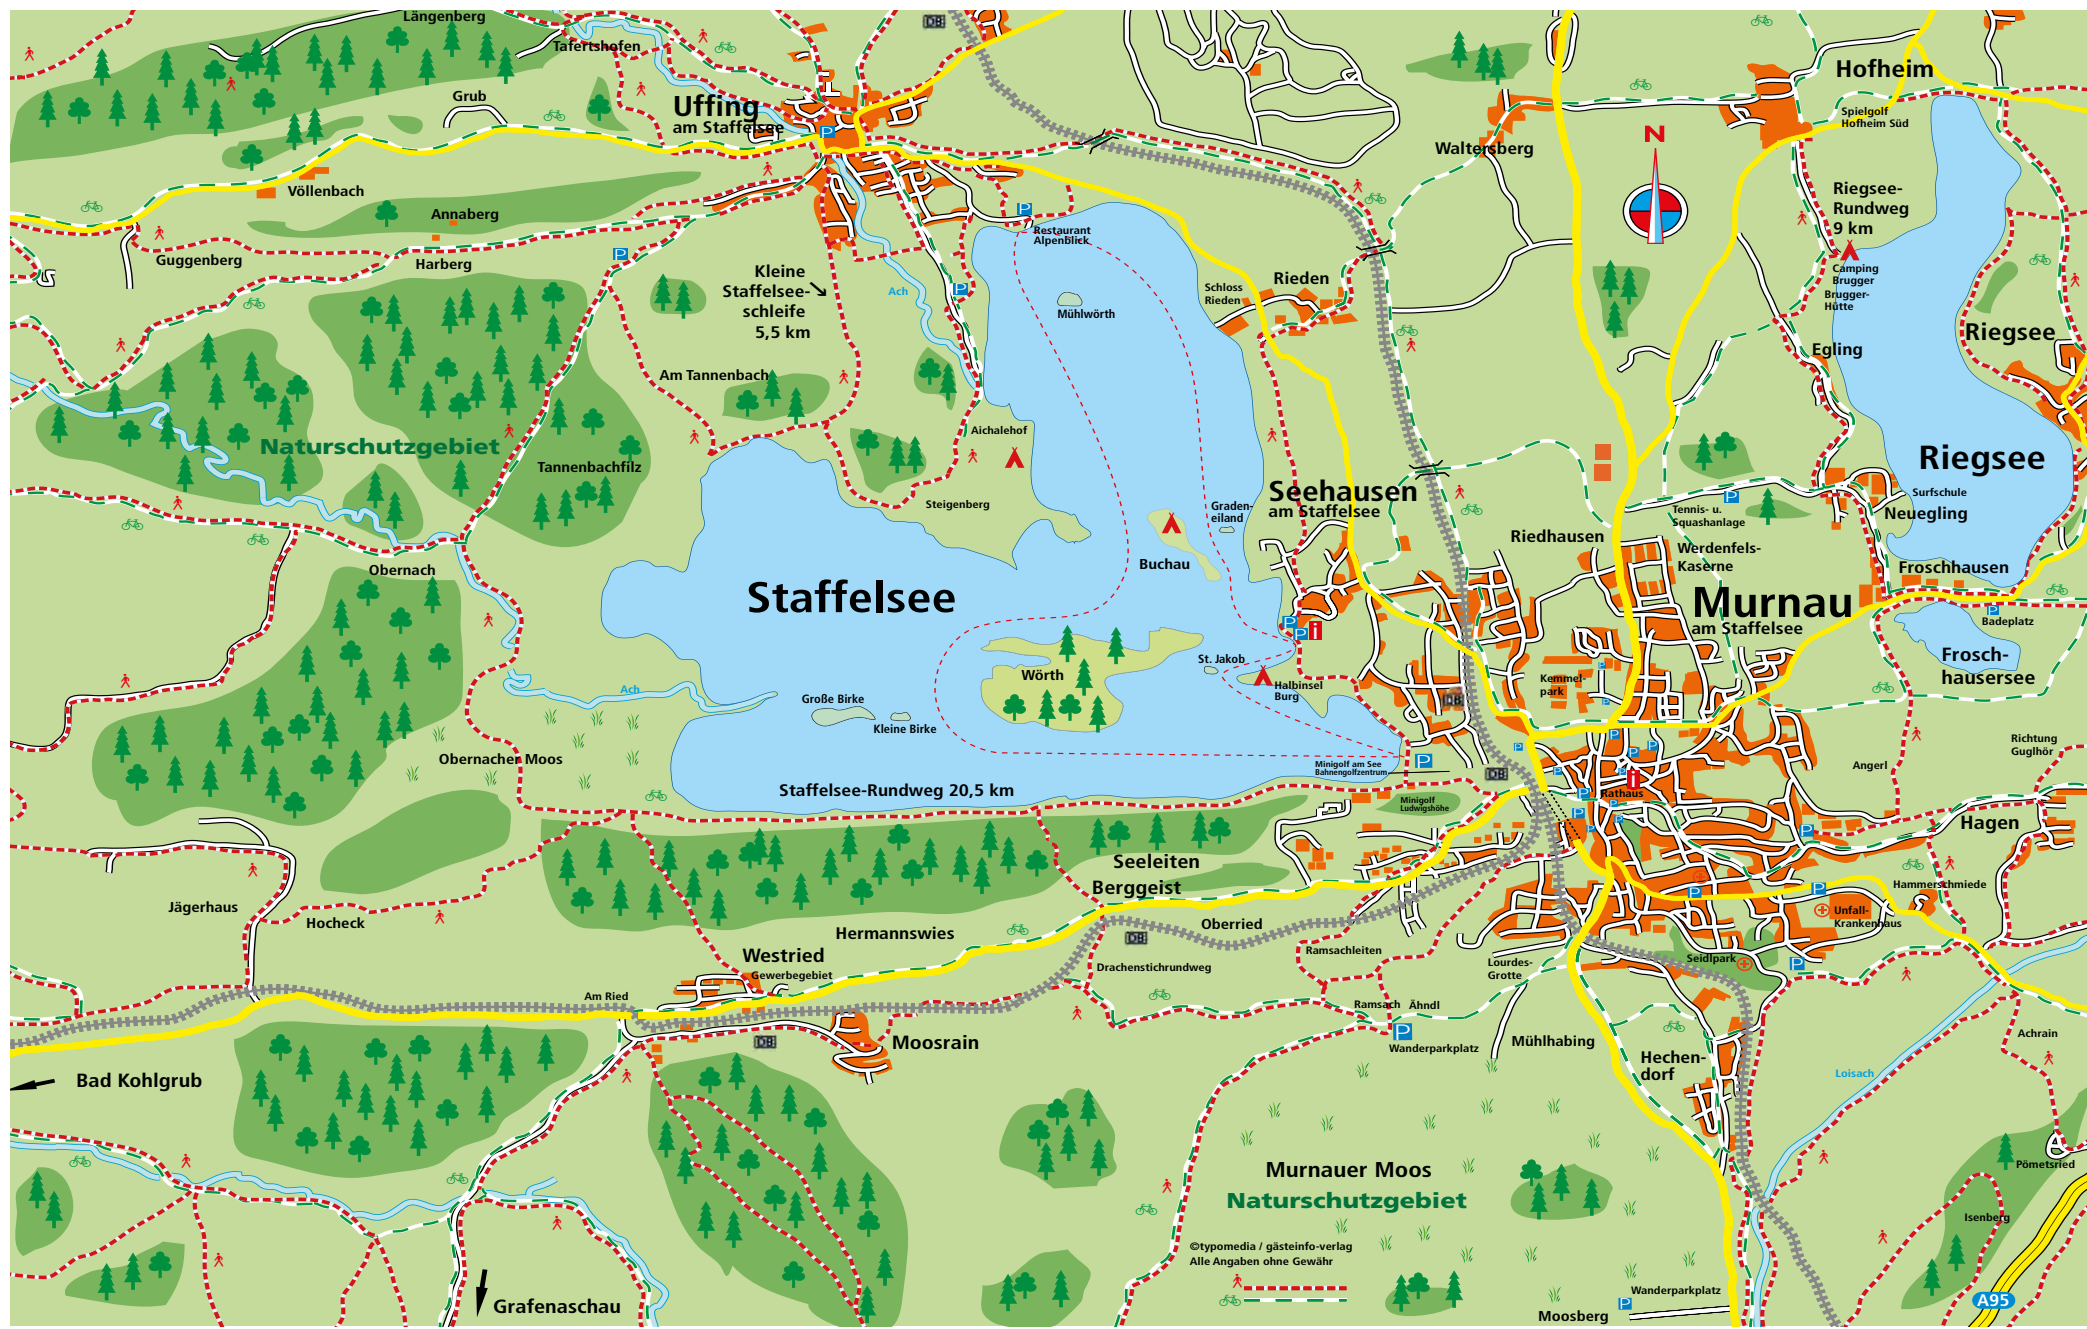 Längenberg
DB
Tafertshofen
Hofheim
Grub
Uffing
am Staffelsee
P
Spielgolf
Hofheim Süd
N
Waltersberg
Völlenbach
Riegsee-
Rundweg
9 km
Annaberg
P
Restaurant
Alpenblick
Guggenberg
Harberg
P
Kleine
Staffelsee-
schleife
5,5 km
Ach
P
Mühlwörth
Schloss
Rieden
Rieden
Camping
Brugger
Brugger-
Hütte
Riegsee
Egling
Am Tannenbach
Aichalehof
Naturschutzgebiet
Tannenbachfilz
Riegsee
Steigenberg
Graden-
eiland
Seehausen
am Staffelsee
P
Tennis- u.
Squashanlage
Surfschule
Neuegling
Riedhausen
Werdenfels-
Kaserne
Obernach
Buchau
Froschhausen
Staffelsee
Murnau
am Staffelsee
P
Badeplatz
P
P
i
Frosch-
hausersee
St. Jakob
Wörth
Kemmel-
park
P
P
P
Halbinsel
Burg
Ach
Große Birke
Kleine Birke
DB
Obernacher Moos
Minigolf am See
Bahnengolfzentrum
P
DB
P
P
P
P
P
P
i
Rathaus
Richtung
Guglhör
Angerl
Staffelsee-Rundweg 20,5 km
Minigolf
Ludwigshöhe
P
P
P
P
P
P
Hagen
Seeleiten
Berggeist
Hammerschmiede
P
P
Jägerhaus
Hocheck
Unfall-
Krankenhaus
Oberried
Hermannswies
DB
Ramsachleiten
Westried
Gewerbegebiet
Drachenstichrundweg
Lourdes-
Grotte
Seidlpark
P
Am Ried
Ramsach
Ähndl
P
Wanderparkplatz
Mühlhabing
Moosrain
DB
Achrain
Hechen-
dorf
Loisach
Bad Kohlgrub
Murnauer Moos
Naturschutzgebiet
Pömetsried
Isenberg
©typomedia / gästeinfo-verlag
Alle Angaben ohne Gewähr
Grafenaschau
Wanderparkplatz
P
Moosberg
A95